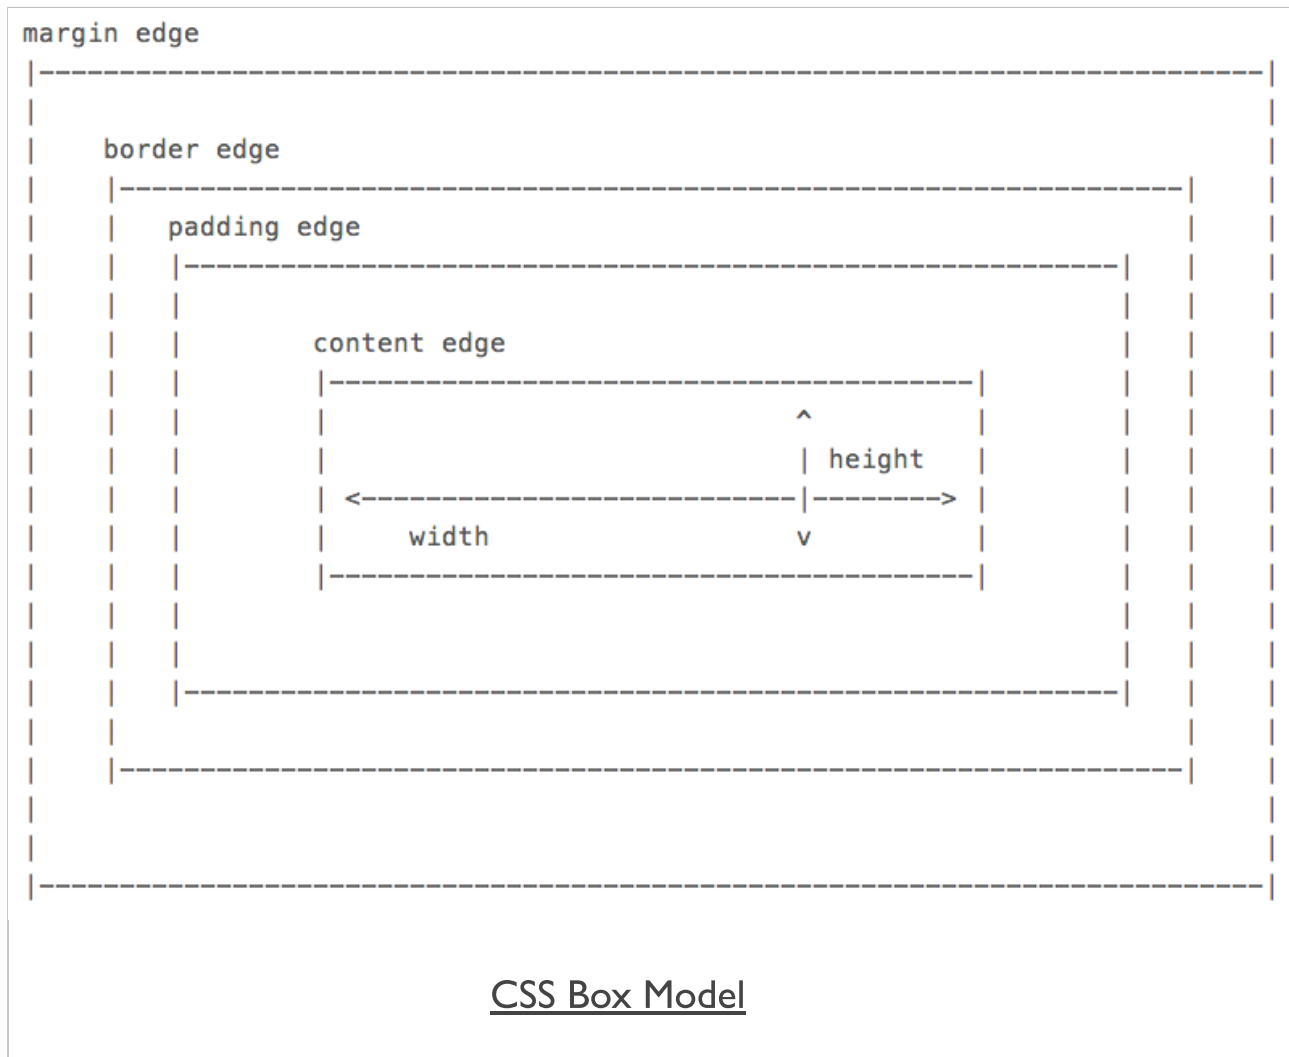 margin edge
|----------------------------------------------------------------------------|
|                                                                            |
|    border edge                                                             |
|    |------------------------------------------------------------------|    |
|    |   padding edge                                                   |    |
|    |   |----------------------------------------------------------|   |    |
|    |   |                                                          |   |    |
|    |   |        content edge                                      |   |    |
|    |   |        |----------------------------------------|        |   |    |
|    |   |        |                             ^          |        |   |    |
|    |   |        |                             | height   |        |   |    |
|    |   |        | <---------------------------|--------> |        |   |    |
|    |   |        |     width                   v          |        |   |    |
|    |   |        |----------------------------------------|        |   |    |
|    |   |                                                          |   |    |
|    |   |                                                          |   |    |
|    |   |----------------------------------------------------------|   |    |
|    |                                                                  |    |
|    |------------------------------------------------------------------|    |
|                                                                            |
|                                                                            |
|----------------------------------------------------------------------------|
CSS Box Model